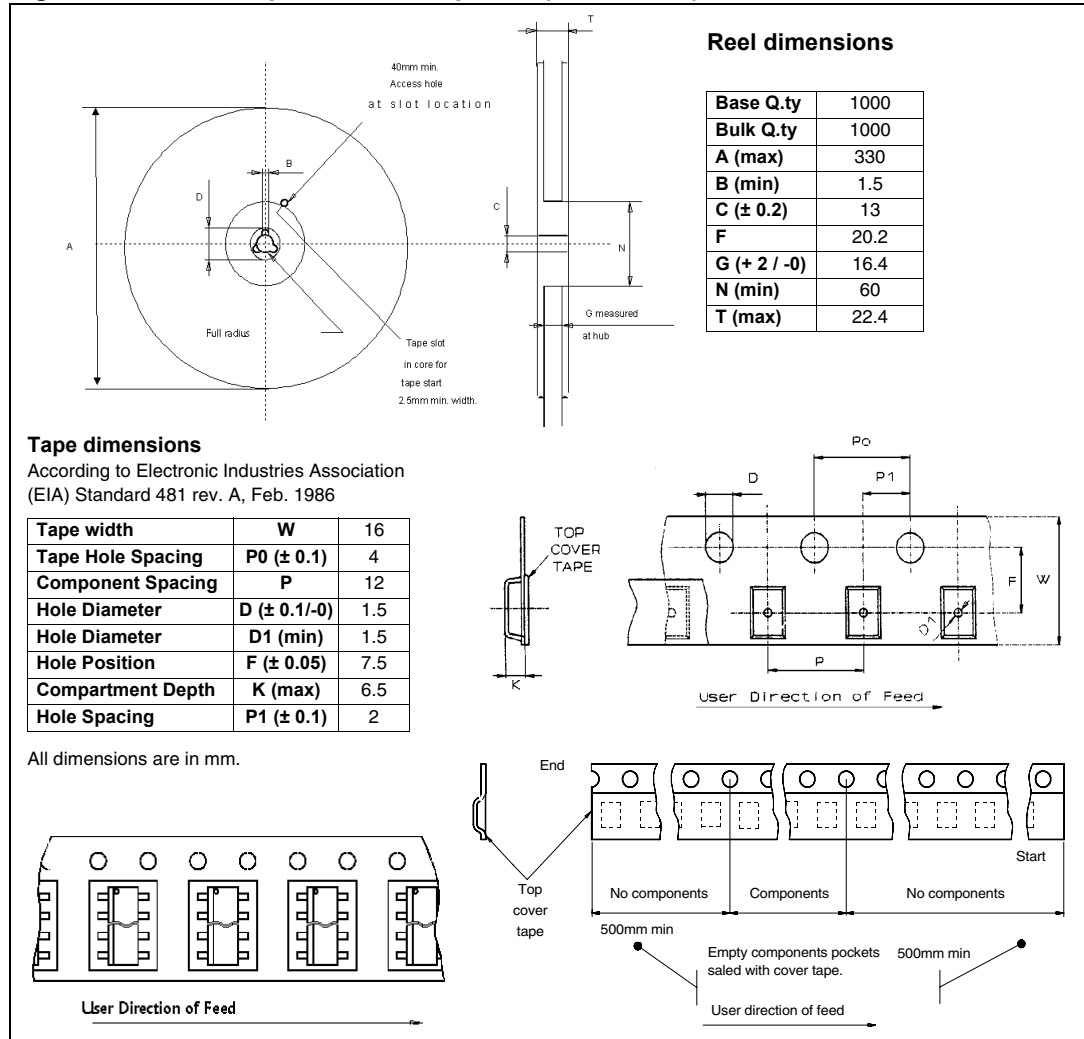 T
Reel dimensions
40mm min.
Access hole
at slot location
Base Q.ty 1000
Bulk Q.ty 1000
A (max) 330
B (min) 1.5
C (± 0.2) 13
F 20.2
G (+ 2 / -0) 16.4
N (min) 60
T (max) 22.4
B
D
C
A
N
G measured
at hub
Full radius
Tape slot
in core for
tape start
2.5mm min. width.
Tape dimensions
According to Electronic Industries Association
(EIA) Standard 481 rev. A, Feb. 1986
Tape width W 16
Tape Hole Spacing P0 (± 0.1) 4
Component Spacing P 12
Hole Diameter D (± 0.1/-0) 1.5
Hole Diameter D1 (min) 1.5
Hole Position F (± 0.05) 7.5
Compartment Depth K (max) 6.5
Hole Spacing P1 (± 0.1) 2
All dimensions are in mm.
Po
D
P1
TOP
COVER
TAPE
F
W
D1
P
K
User Direction of Feed
End
Start
Top
cover
tape
No components
Components
No components
500mm min
Empty components pockets
saled with cover tape.
500mm min
User direction of feed
User Direction of Feed